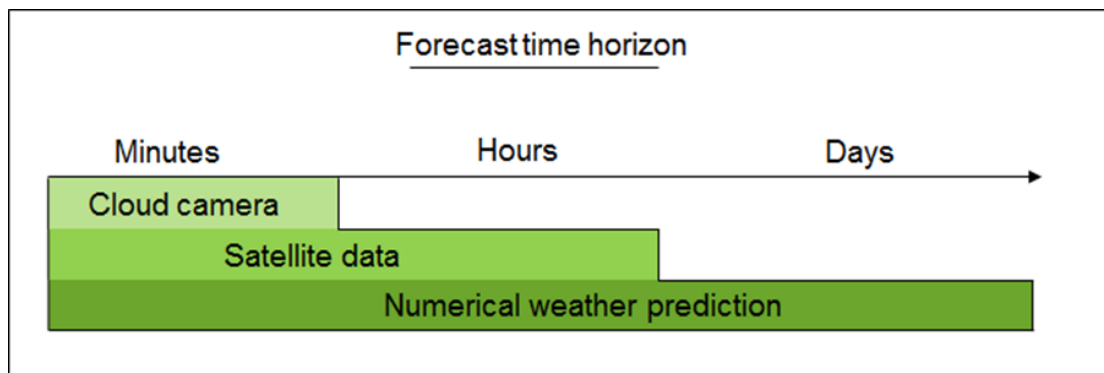 Forecast time horizon
Minutes Hours Days
Cloud camera
Satellite data
Numerical weather prediction